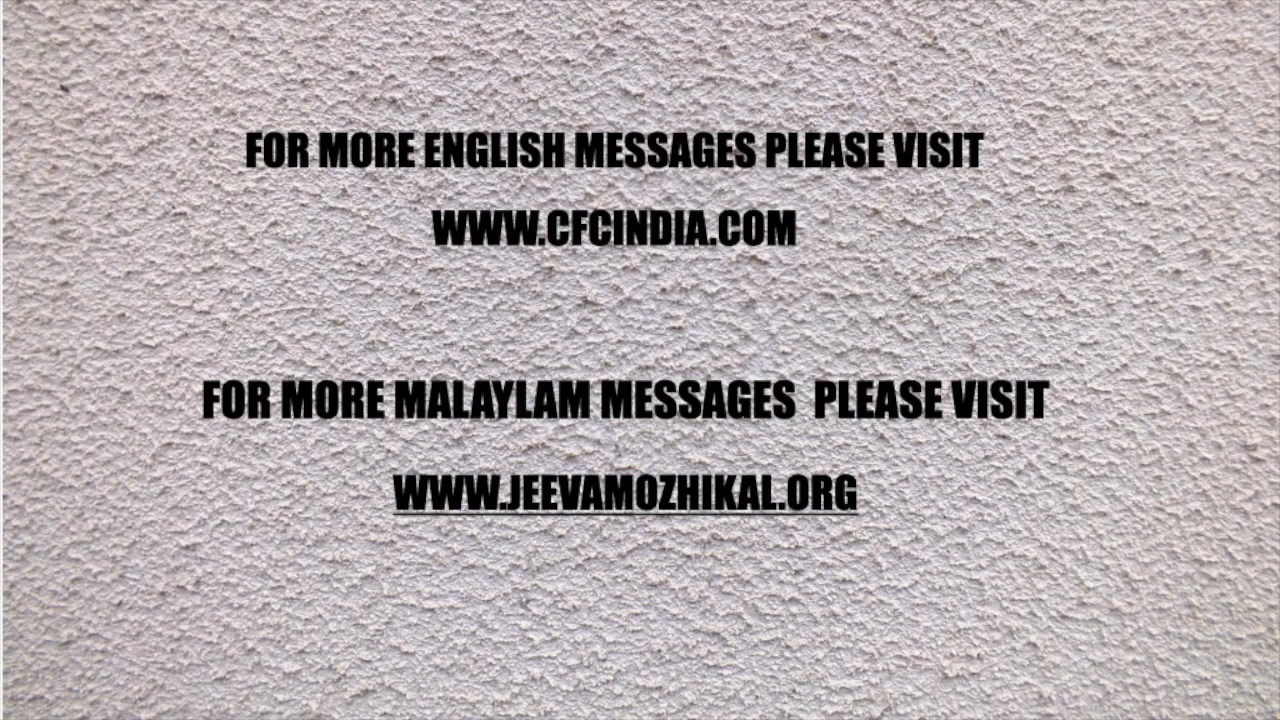 FOR MORE ENGLISH MESSAGES PLEASE VISIT
WWW.CFCINDIA.COM
FOR MORE MALAYLAM MESSAGES PLEASE VISIT
WWW.JEEVAMOZHIKAL.ORG